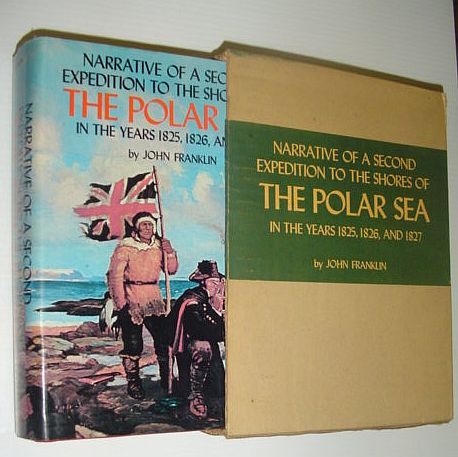 NARRATIVE OF A SECOND
NARRATIVE OF A SECO
EXPEDITION TO THE SHO
THE POLAR
IN THE YEARS 1825, 1826, AN
by JOHN FRANKLIN
NARRATIVE OF A SECOND
EXPEDITION TO THE SHORES OF
THE POLAR SEA
IN THE YEARS 1825, 1826, AND 1827
by JOHN FRANKLIN